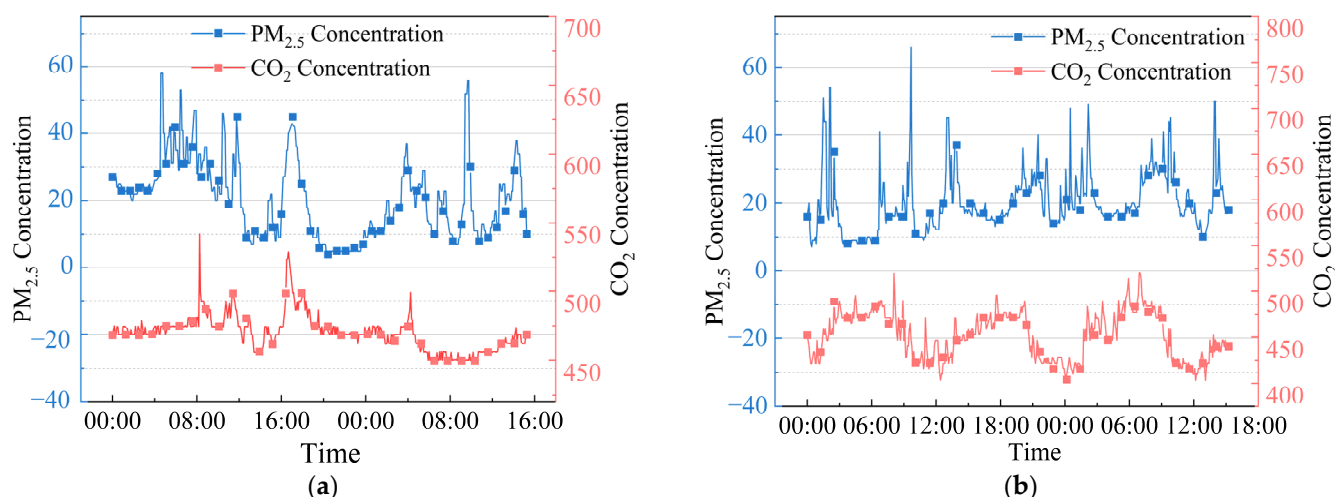 PM2.5 Concentration
CO2 Concentration
60
40
20
0
−20
−40
PM2.5 Concentration
700
650
600
550
500
450
CO2 Concentration
00:00 08:00 16:00 00:00 08:00 16:00
Time
(a)
PM2.5 Concentration
CO2 Concentration
60
40
20
0
−20
−40
PM2.5 Concentration
800
750
700
650
600
550
500
450
400
CO2 Concentration
00:00 06:00 12:00 18:00 00:00 06:00 12:00 18:00
Time
(b)